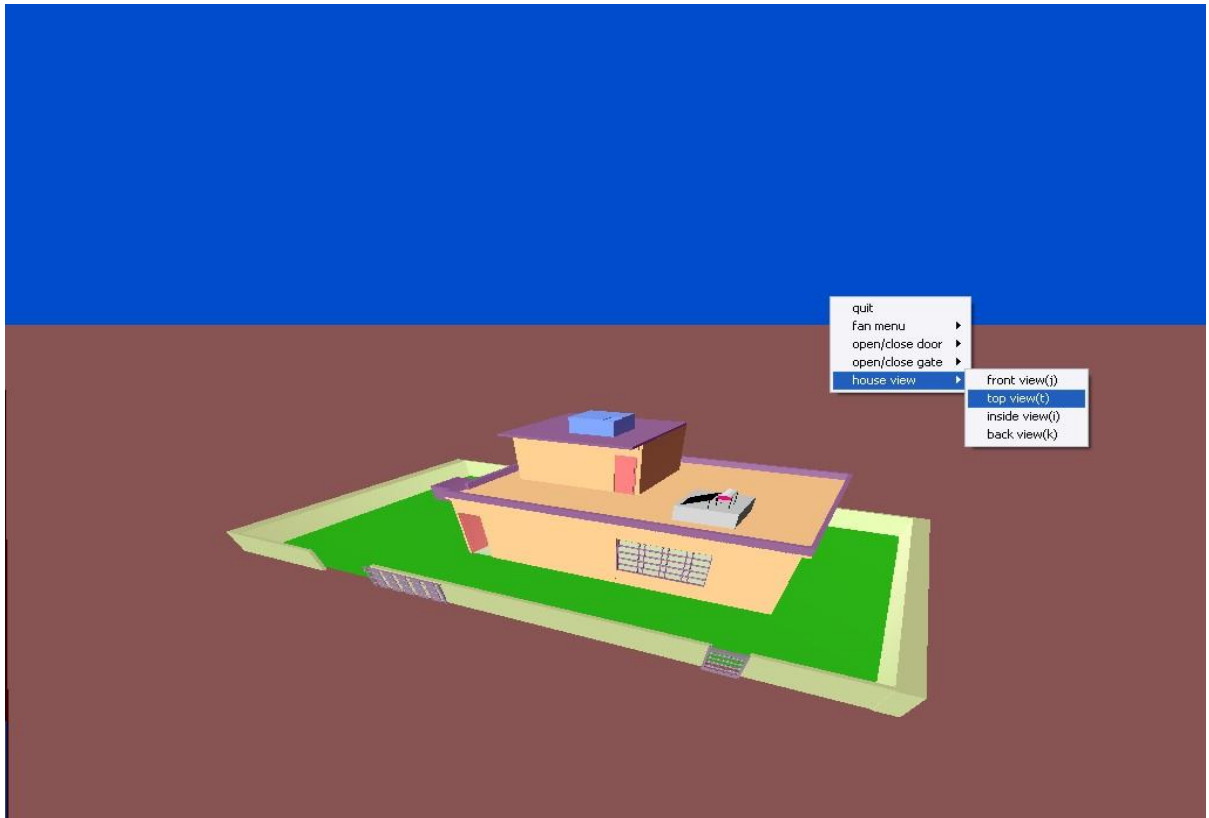 quit
fan menu
open/close door
open/close gate
house view
front view(j)
top view(t)
inside view(i)
back view(k)